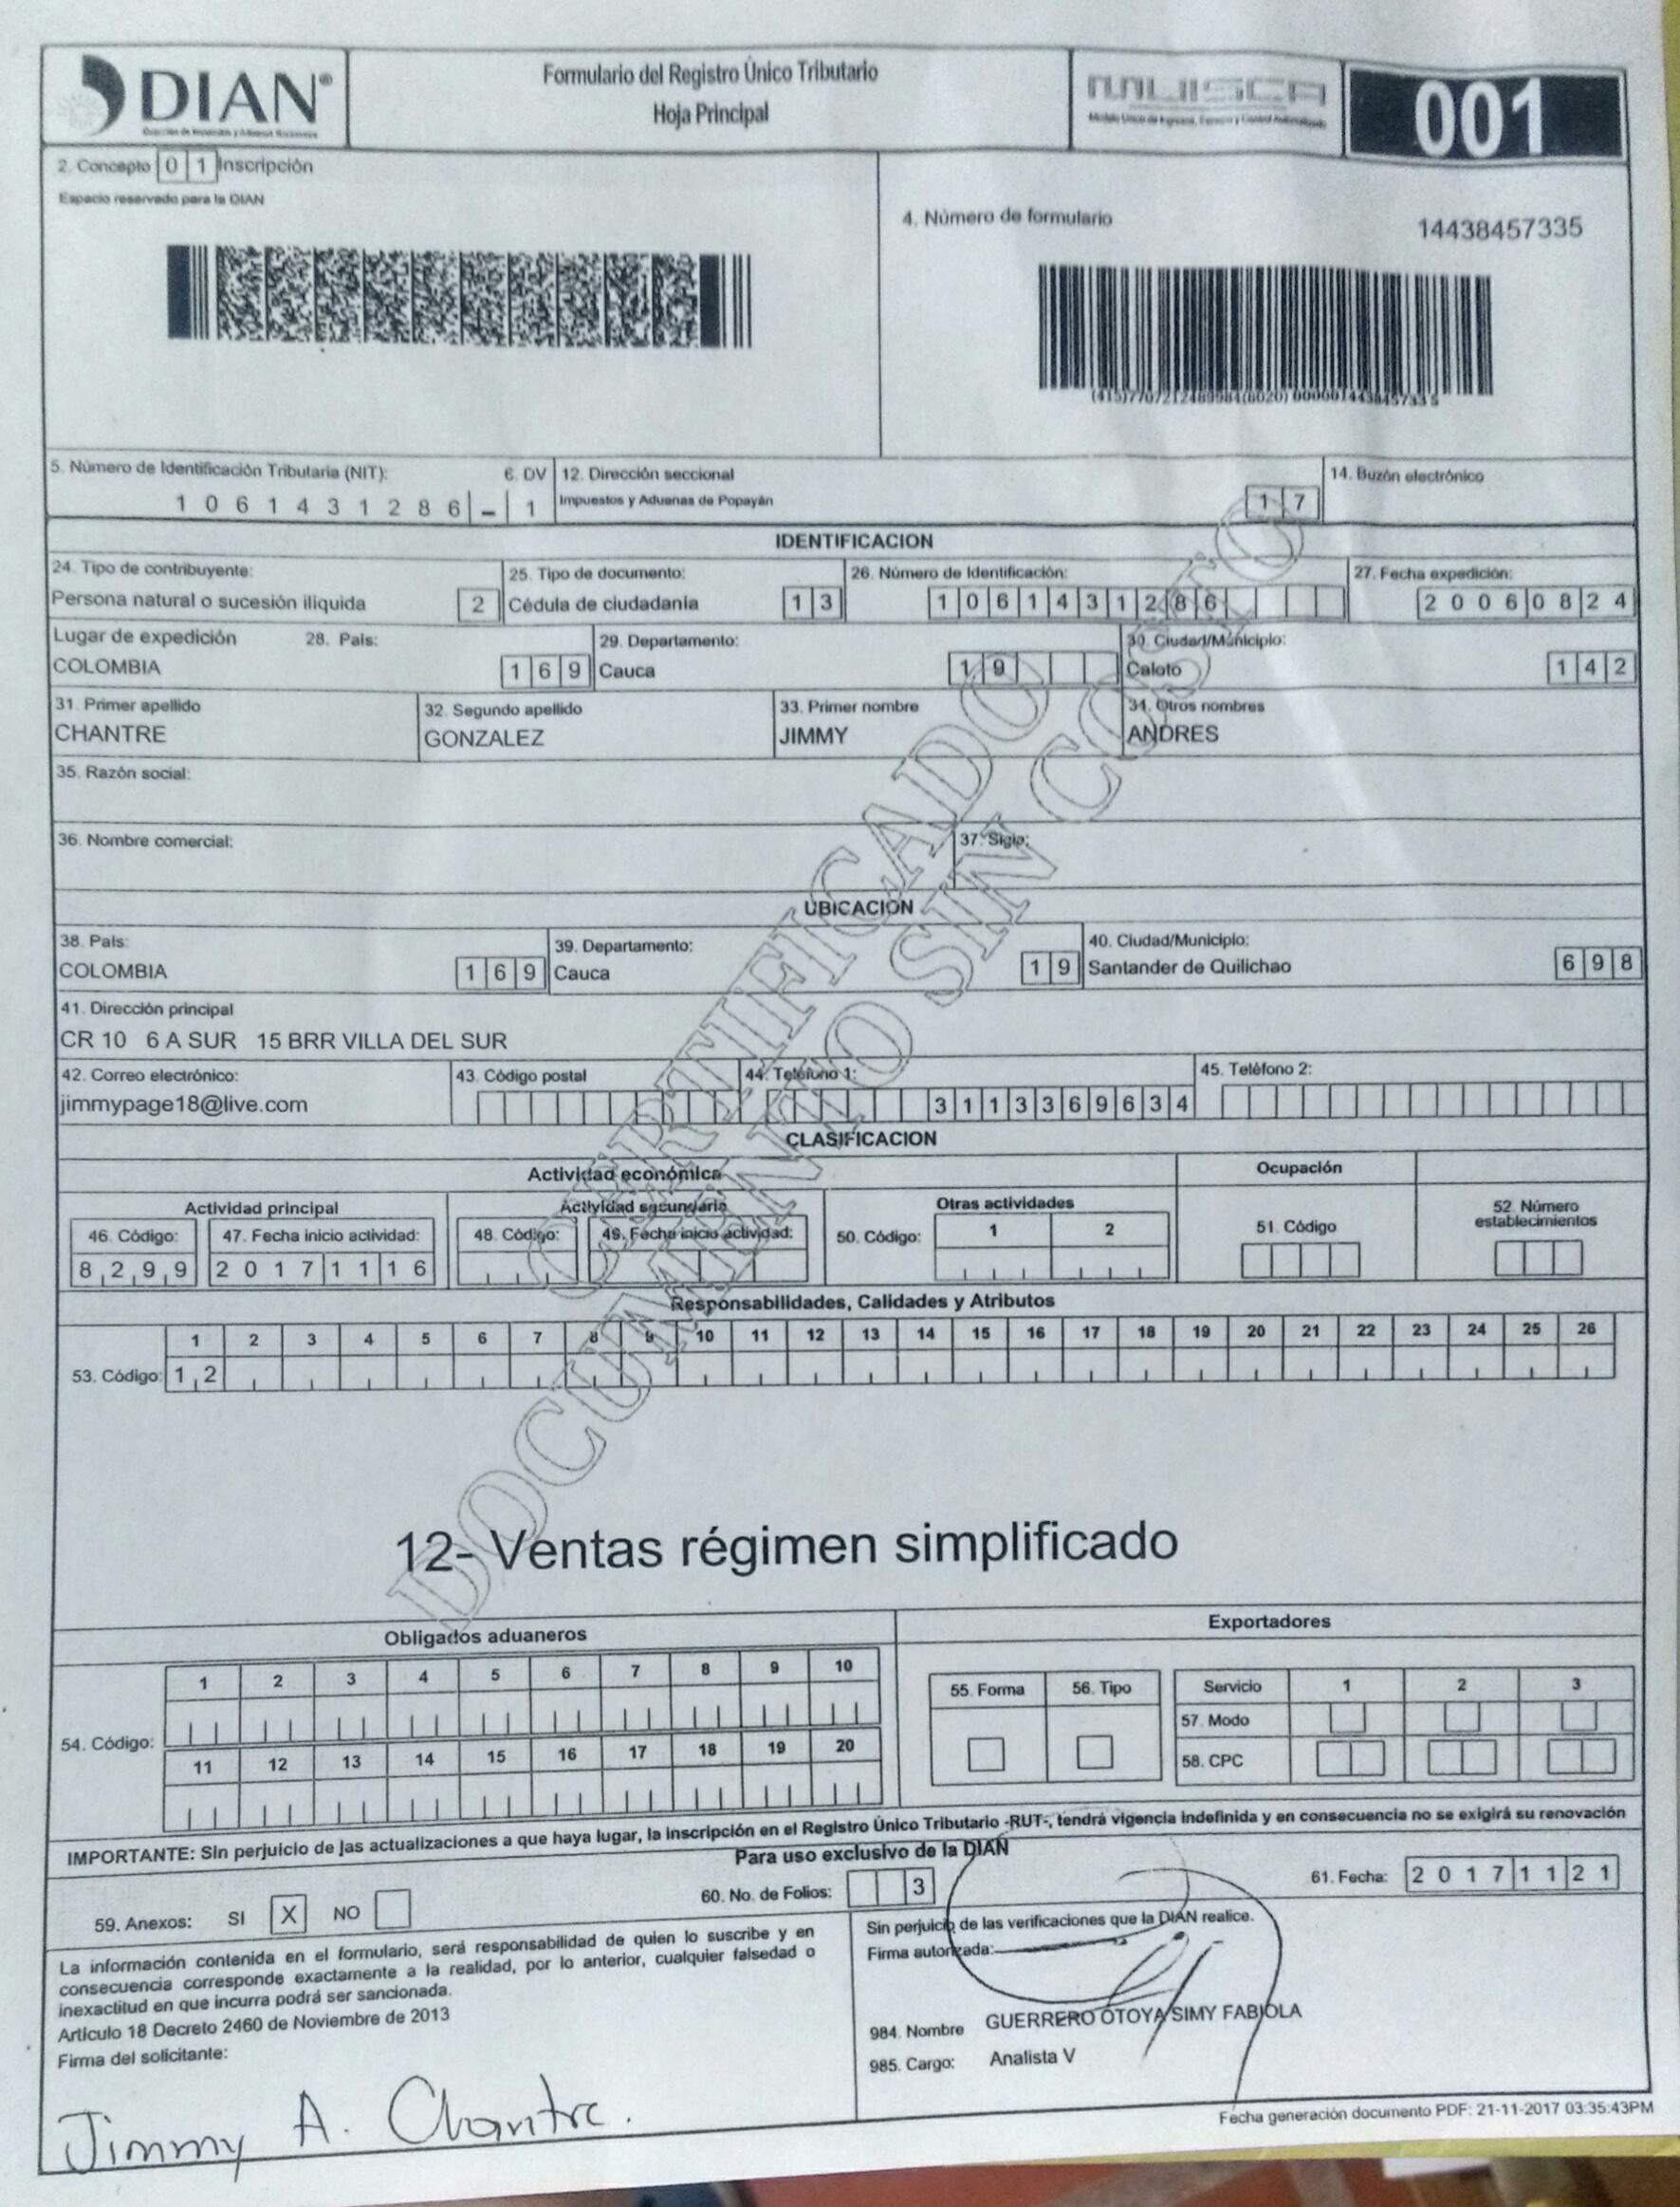 DIAN®
Dirección de Impuestos y Aduanas Nacionales
Formulario del Registro Único Tributario
Hoja Principal
MUISCA
Modelo Único de Ingresos, Servicio y Control Automatizado
001
2. Concepto 0 1 Inscripción
Espacio reservado para la DIAN
4. Número de formulario
14438457335
(415)7707212489984(8020) 000001443845733 5
5. Número de Identificación Tributaria (NIT):
1 0 6 1 4 3 1 2 8 6 -
6. DV
1
12. Dirección seccional
Impuestos y Aduanas de Popayán
1 7
14. Buzón electrónico
IDENTIFICACION
24. Tipo de contribuyente:
Persona natural o sucesión iliquida 2
25. Tipo de documento:
Cédula de ciudadanía 1 3
26. Número de Identificación:
1 0 6 1 4 3 1 2 8 6
27. Fecha expedición:
2 0 0 6 0 8 2 4
Lugar de expedición 28. País:
COLOMBIA 1 6 9
29. Departamento:
Cauca 1 9
30. Ciudad/Municipio:
Caloto 1 4 2
31. Primer apellido
CHANTRE
32. Segundo apellido
GONZALEZ
33. Primer nombre
JIMMY
34. Otros nombres
ANDRES
35. Razón social:
36. Nombre comercial:
37. Sigla:
UBICACION
38. País:
COLOMBIA 1 6 9
39. Departamento:
Cauca 1 9
40. Ciudad/Municipio:
Santander de Quilichao 6 9 8
41. Dirección principal
CR 10 6 A SUR 15 BRR VILLA DEL SUR
42. Correo electrónico:
jimmypage18@live.com
43. Código postal
44. Teléfono 1:
3 1 1 3 3 6 9 6 3 4
45. Teléfono 2:
CLASIFICACION
Actividad económica
Ocupación
Actividad principal
Actividad secundaria
Otras actividades
52. Número establecimientos
46. Código:
8 2 9 9
47. Fecha inicio actividad:
2 0 1 7 1 1 1 6
48. Código:
49. Fecha inicio actividad:
50. Código:
1 2
51. Código
Responsabilidades, Calidades y Atributos
1 2 3 4 5 6 7 8 9 10 11 12 13 14 15 16 17 18 19 20 21 22 23 24 25 26
53. Código: 1 2
12- Ventas régimen simplificado
CERTIFICADO
DOCUMENTO SIN COSTO
Obligados aduaneros
1 2 3 4 5 6 7 8 9 10
54. Código:
11 12 13 14 15 16 17 18 19 20
Exportadores
55. Forma
56. Tipo
Servicio 1 2 3
57. Modo
58. CPC
IMPORTANTE: Sin perjuicio de las actualizaciones a que haya lugar, la inscripción en el Registro Único Tributario -RUT-, tendrá vigencia indefinida y en consecuencia no se exigirá su renovación
Para uso exclusivo de la DIAN
59. Anexos: SI X NO
60. No. de Folios: 3
61. Fecha: 2 0 1 7 1 1 2 1
La información contenida en el formulario, será responsabilidad de quien lo suscribe y en
consecuencia corresponde exactamente a la realidad, por lo anterior, cualquier falsedad o
inexactitud en que incurra podrá ser sancionada.
Artículo 18 Decreto 2460 de Noviembre de 2013
Firma del solicitante:
Jimmy A. Chantre.
Sin perjuicio de las verificaciones que la DIAN realice.
Firma autorizada:
984. Nombre GUERRERO OTOYA SIMY FABIOLA
985. Cargo: Analista V
Fecha generación documento PDF: 21-11-2017 03:35:43PM